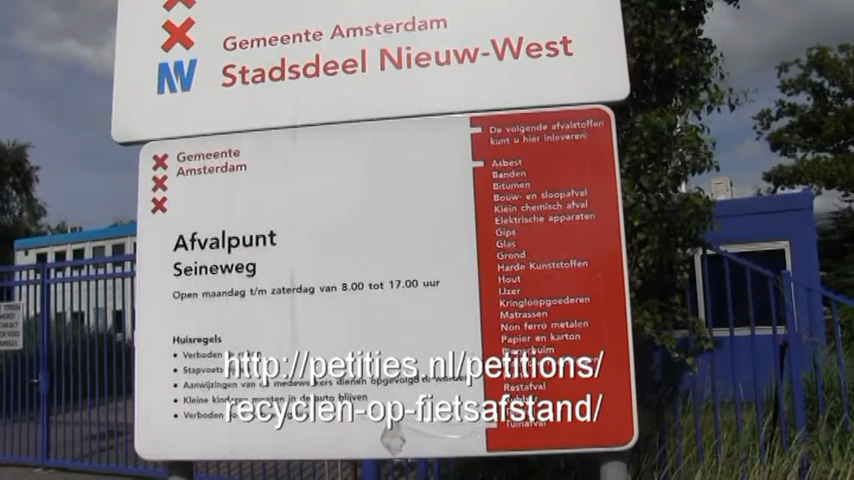 Gemeente Amsterdam
Stadsdeel Nieuw-West
Gemeente
Amsterdam
Afvalpunt
Seineweg
Open maandag t/m zaterdag van 8.00 tot 17.00 uur
Huisregels
• Verboden
• Stapvoets
• Aanwijzingen van medewerkers dienen opgevolgd te worden
• Kleine kinderen moeten in de auto blijven
• Verboden
De volgende afvalstoffen
kunt u hier inleveren:
Asbest
Banden
Bitumen
Bouw- en sloopafval
Klein chemisch afval
Elektrische apparaten
Gips
Glas
Grond
Harde Kunststoffen
Hout
IJzer
Kringloopgoederen
Matrassen
Non ferro metalen
Papier en karton
Restafval
Tuinafval
http://petities.nl/petitions/
recyclen-op-fietsafstand/